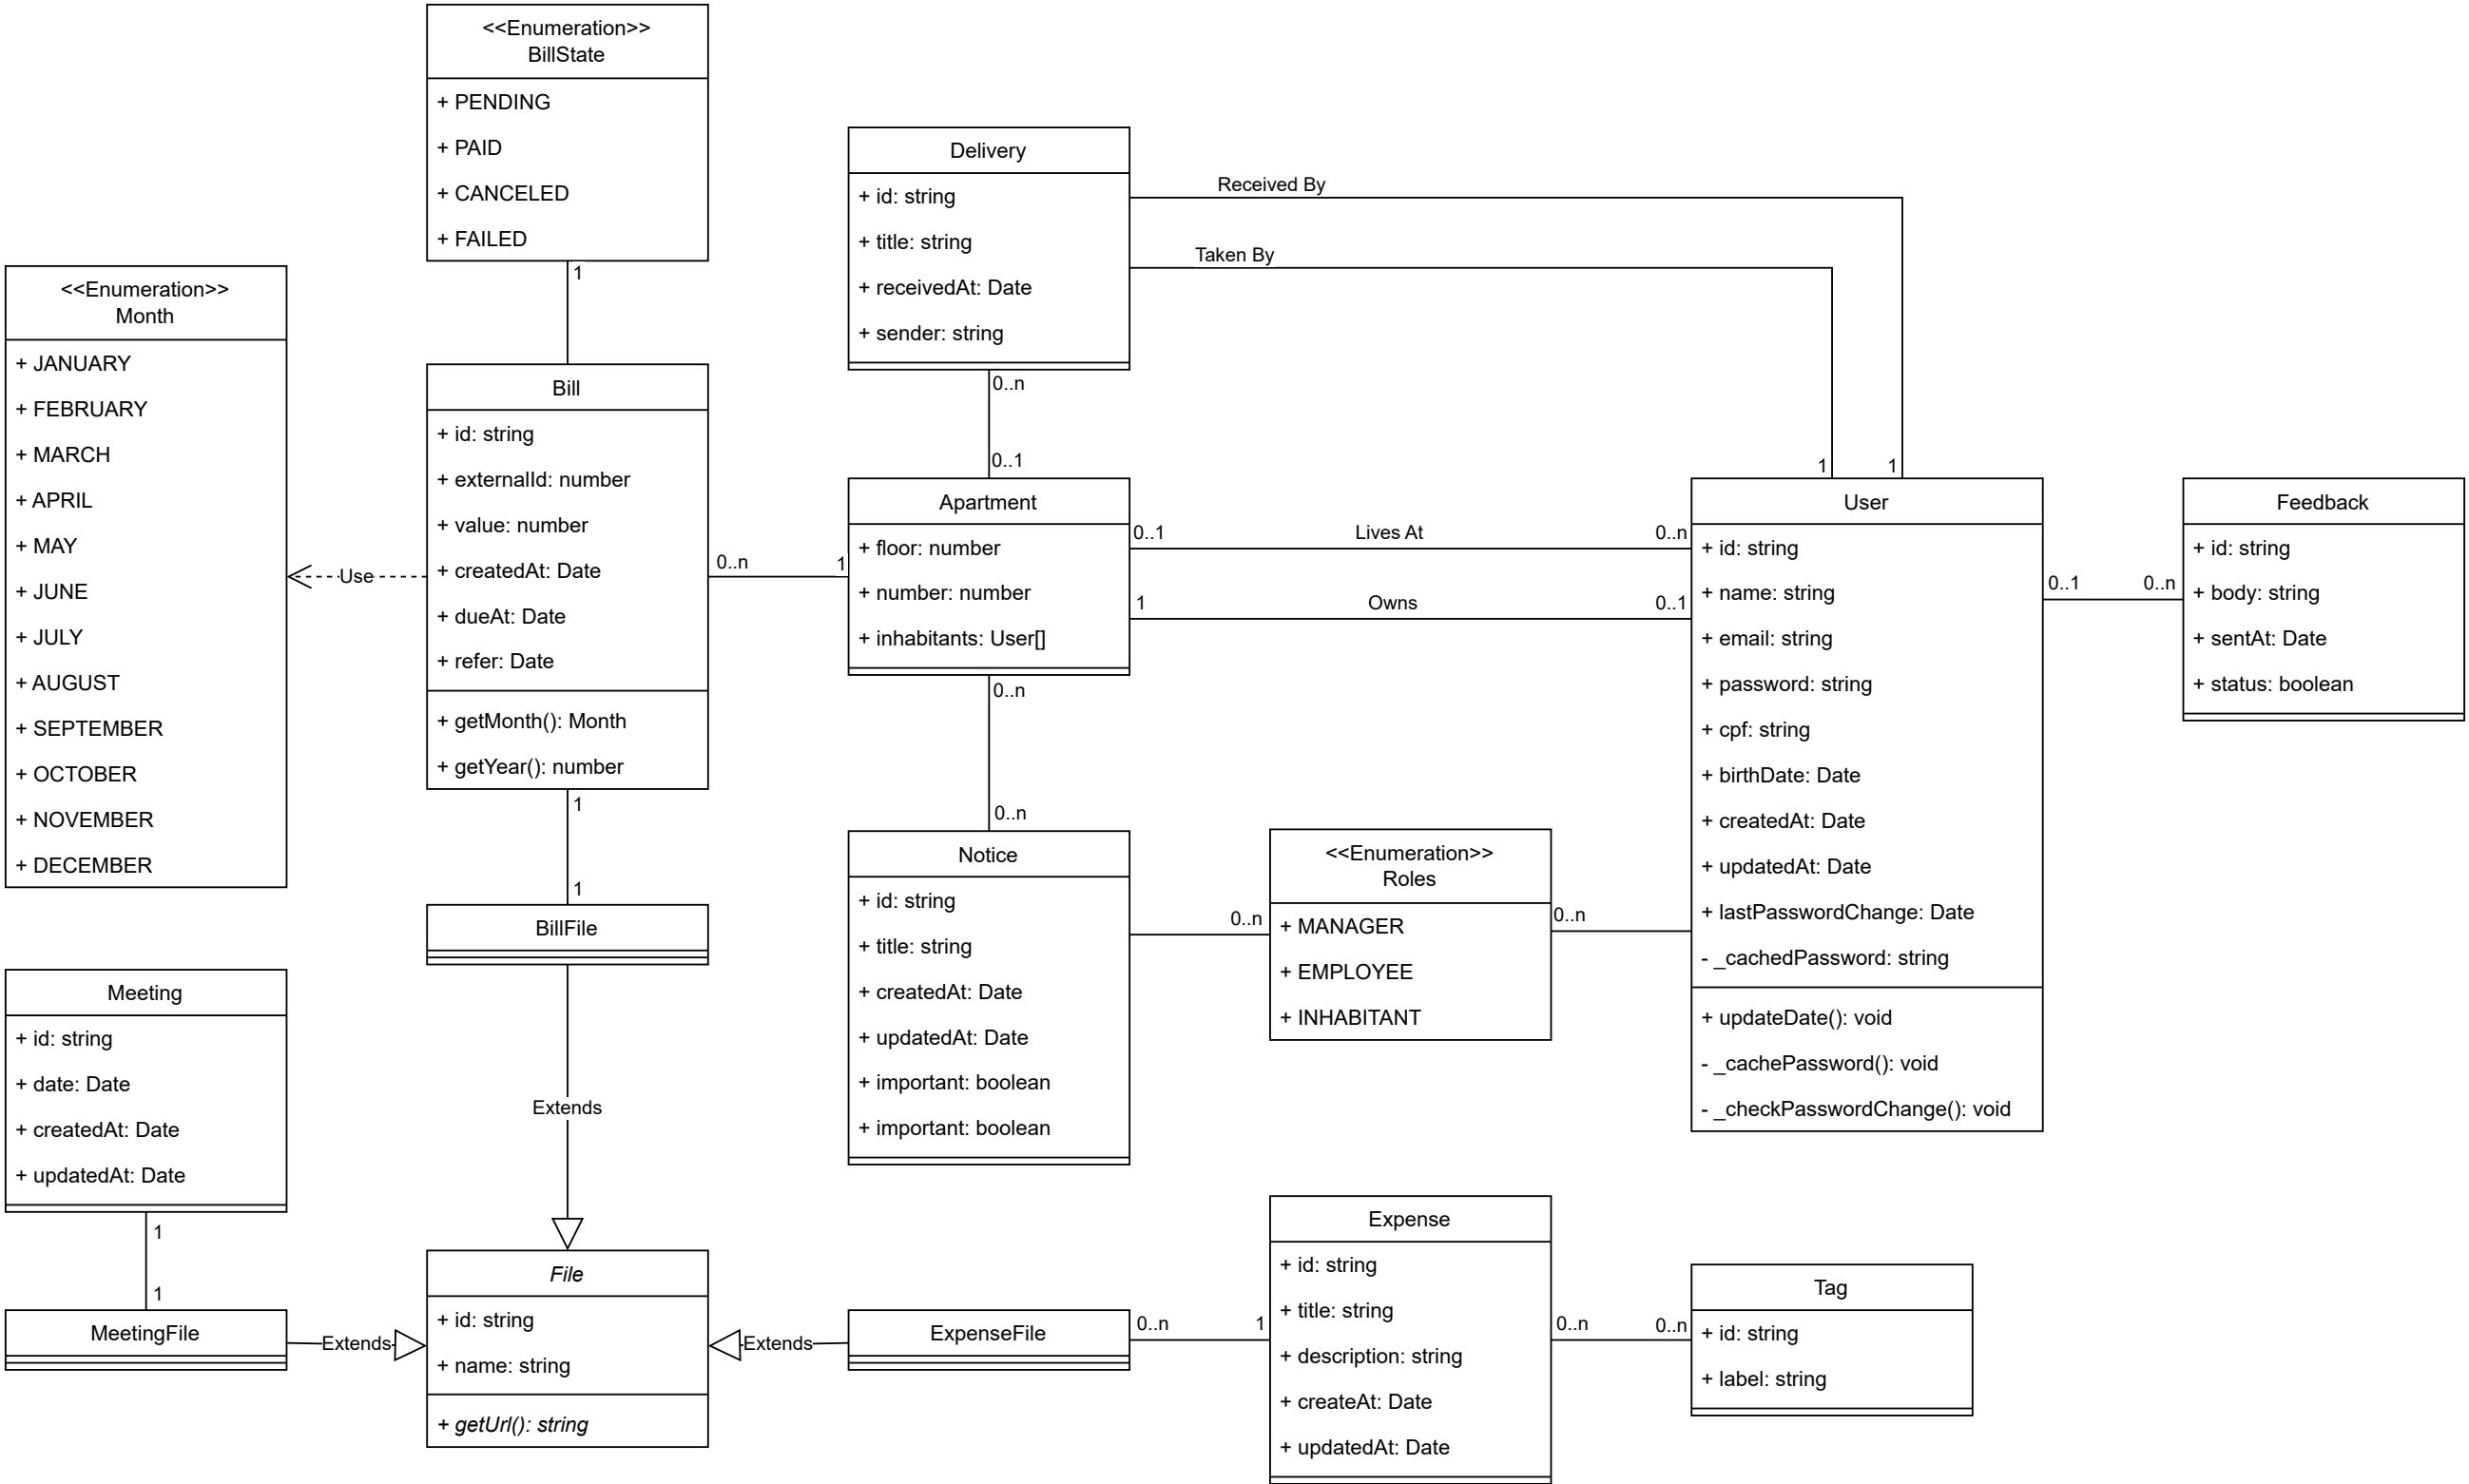 <<Enumeration>>
BillState
+ PENDING
+ PAID
+ CANCELED
+ FAILED
1
<<Enumeration>>
Month
+ JANUARY
+ FEBRUARY
+ MARCH
+ APRIL
+ MAY
+ JUNE
+ JULY
+ AUGUST
+ SEPTEMBER
+ OCTOBER
+ NOVEMBER
+ DECEMBER
Use
Bill
+ id: string
+ externalId: number
+ value: number
+ createdAt: Date
+ dueAt: Date
+ refer: Date
+ getMonth(): Month
+ getYear(): number
0..n
1
1
1
BillFile
Extends
Delivery
+ id: string
+ title: string
+ receivedAt: Date
+ sender: string
Received By
1
Taken By
1
0..n
0..1
Apartment
+ floor: number
+ number: number
+ inhabitants: User[]
0..1
Lives At
0..n
1
Owns
0..1
0..n
0..n
User
+ id: string
+ name: string
+ email: string
+ password: string
+ cpf: string
+ birthDate: Date
+ createdAt: Date
+ updatedAt: Date
+ lastPasswordChange: Date
- _cachedPassword: string
+ updateDate(): void
- _cachePassword(): void
- _checkPasswordChange(): void
0..1
0..n
Feedback
+ id: string
+ body: string
+ sentAt: Date
+ status: boolean
Notice
+ id: string
+ title: string
+ createdAt: Date
+ updatedAt: Date
+ important: boolean
+ important: boolean
0..n
<<Enumeration>>
Roles
+ MANAGER
+ EMPLOYEE
+ INHABITANT
0..n
Meeting
+ id: string
+ date: Date
+ createdAt: Date
+ updatedAt: Date
1
1
MeetingFile
Extends
File
+ id: string
+ name: string
+ getUrl(): string
Extends
ExpenseFile
0..n
1
Expense
+ id: string
+ title: string
+ description: string
+ createAt: Date
+ updatedAt: Date
0..n
0..n
Tag
+ id: string
+ label: string